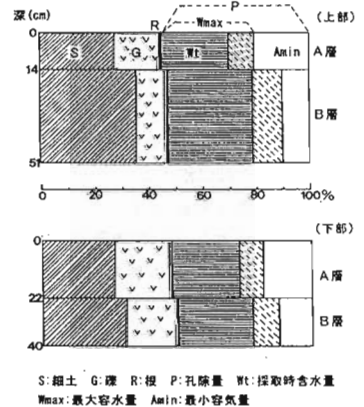 深(cm)
P
(上部)
R
Wmax
0
S
G
Wt
Amin
A層
14
B層
51
0 20 40 60 80 100%
(下部)
0
A層
22
B層
40
S:細土 G:礫 R:根 P:孔隙量 Wt:採取時含水量
Wmax:最大容水量 Amin:最小容気量